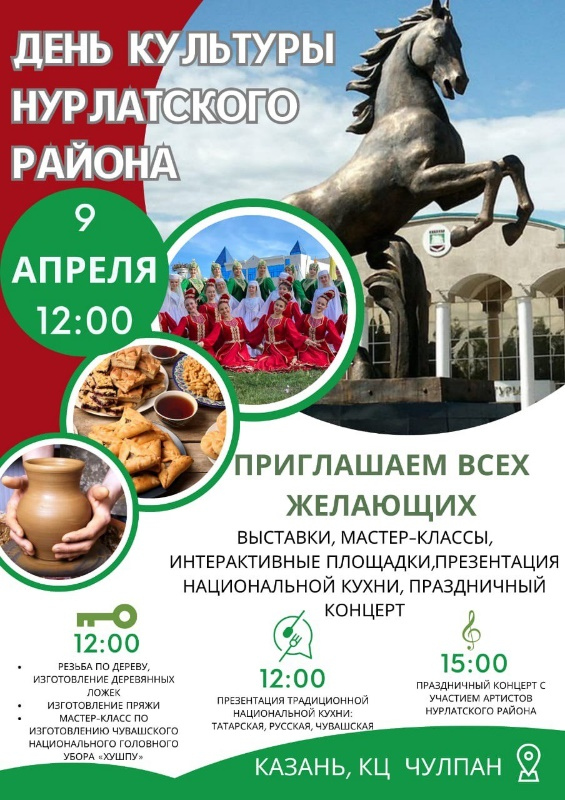 ДЕНЬ КУЛЬТУРЫ
НУРЛАТСКОГО
РАЙОНА
9
АПРЕЛЯ
12:00
ПРИГЛАШАЕМ ВСЕХ
ЖЕЛАЮЩИХ
ВЫСТАВКИ, МАСТЕР-КЛАССЫ,
ИНТЕРАКТИВНЫЕ ПЛОЩАДКИ,ПРЕЗЕНТАЦИЯ
НАЦИОНАЛЬНОЙ КУХНИ, ПРАЗДНИЧНЫЙ
КОНЦЕРТ
12:00
• РЕЗЬБА ПО ДЕРЕВУ,
ИЗГОТОВЛЕНИЕ ДЕРЕВЯННЫХ
ЛОЖЕК
• ИЗГОТОВЛЕНИЕ ПРЯЖИ
• МАСТЕР-КЛАСС ПО
ИЗГОТОВЛЕНИЮ ЧУВАШСКОГО
НАЦИОНАЛЬНОГО ГОЛОВНОГО
УБОРА «ХУШПУ»
12:00
ПРЕЗЕНТАЦИЯ ТРАДИЦИОННОЙ
НАЦИОНАЛЬНОЙ КУХНИ:
ТАТАРСКАЯ, РУССКАЯ, ЧУВАШСКАЯ
15:00
ПРАЗДНИЧНЫЙ КОНЦЕРТ С
УЧАСТИЕМ АРТИСТОВ
НУРЛАТСКОГО РАЙОНА
КАЗАНЬ, КЦ ЧУЛПАН